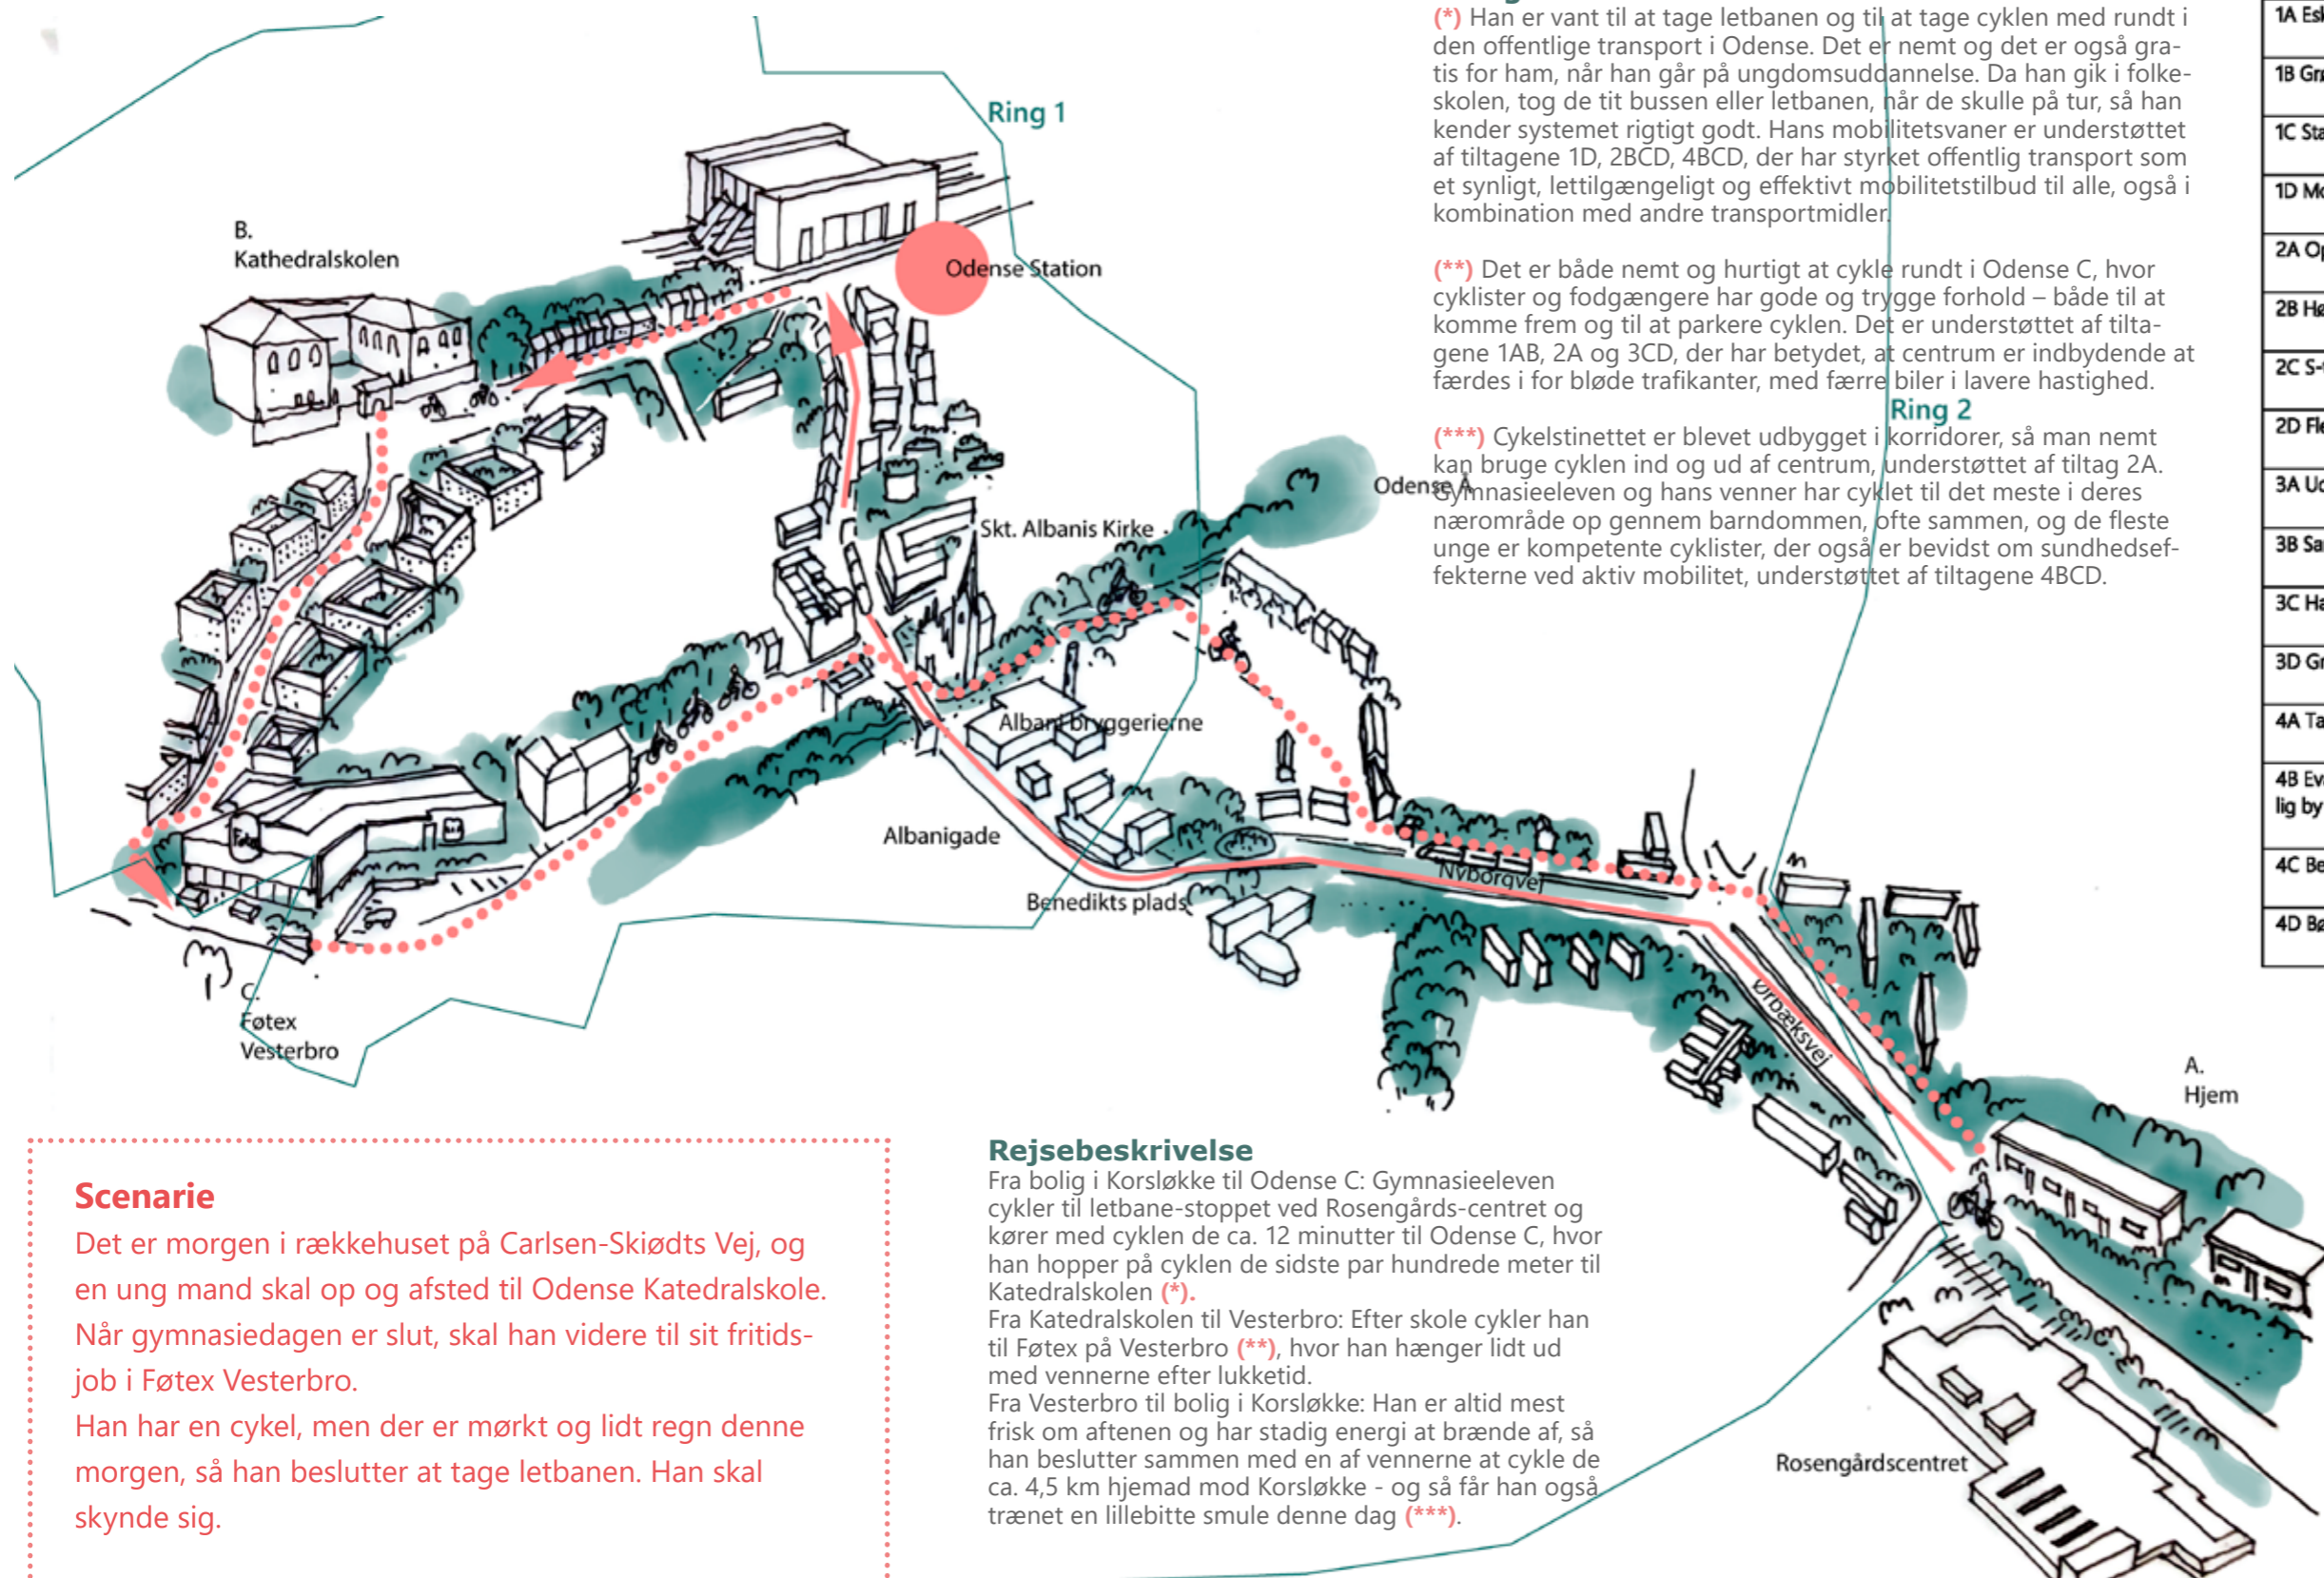 Ring 1
B.
Kathedralskolen
Odense Station
Skt. Albanis Kirke
Odense Å
Albani bryggerierne
Albanigade
Benedikts plads
Nyborgvej
Ring 2
Ørbæksvej
C.
Føtex
Vesterbro
Føtex
A.
Hjem
Rosengårdscentret
(*) Han er vant til at tage letbanen og til at tage cyklen med rundt i
den offentlige transport i Odense. Det er nemt og det er også gra-
tis for ham, når han går på ungdomsuddannelse. Da han gik i folke-
skolen, tog de tit bussen eller letbanen, når de skulle på tur, så han
kender systemet rigtigt godt. Hans mobilitetsvaner er understøttet
af tiltagene 1D, 2BCD, 4BCD, der har styrket offentlig transport som
et synligt, lettilgængeligt og effektivt mobilitetstilbud til alle, også i
kombination med andre transportmidler.
(**) Det er både nemt og hurtigt at cykle rundt i Odense C, hvor
cyklister og fodgængere har gode og trygge forhold – både til at
komme frem og til at parkere cyklen. Det er understøttet af tilta-
gene 1AB, 2A og 3CD, der har betydet, at centrum er indbydende at
færdes i for bløde trafikanter, med færre biler i lavere hastighed.
(***) Cykelstinettet er blevet udbygget i korridorer, så man nemt
kan bruge cyklen ind og ud af centrum, understøttet af tiltag 2A.
Gymnasieeleven og hans venner har cyklet til det meste i deres
nærområde op gennem barndommen, ofte sammen, og de fleste
unge er kompetente cyklister, der også er bevidst om sundhedsef-
fekterne ved aktiv mobilitet, understøttet af tiltagene 4BCD.
1A
1B
1C
1D
2A
2B
2C
2D
3A
3B
3C
3D
4A
4B
lig by
4C
4D
Scenarie
Det er morgen i rækkehuset på Carlsen-Skiødts Vej, og
en ung mand skal op og afsted til Odense Katedralskole.
Når gymnasiedagen er slut, skal han videre til sit fritids-
job i Føtex Vesterbro.
Han har en cykel, men der er mørkt og lidt regn denne
morgen, så han beslutter at tage letbanen. Han skal
skynde sig.
Rejsebeskrivelse
Fra bolig i Korsløkke til Odense C: Gymnasieeleven
cykler til letbane-stoppet ved Rosengårds-centret og
kører med cyklen de ca. 12 minutter til Odense C, hvor
han hopper på cyklen de sidste par hundrede meter til
Katedralskolen (*).
Fra Katedralskolen til Vesterbro: Efter skole cykler han
til Føtex på Vesterbro (**), hvor han hænger lidt ud
med vennerne efter lukketid.
Fra Vesterbro til bolig i Korsløkke: Han er altid mest
frisk om aftenen og har stadig energi at brænde af, så
han beslutter sammen med en af vennerne at cykle de
ca. 4,5 km hjemad mod Korsløkke - og så får han også
trænet en lillebitte smule denne dag (***).